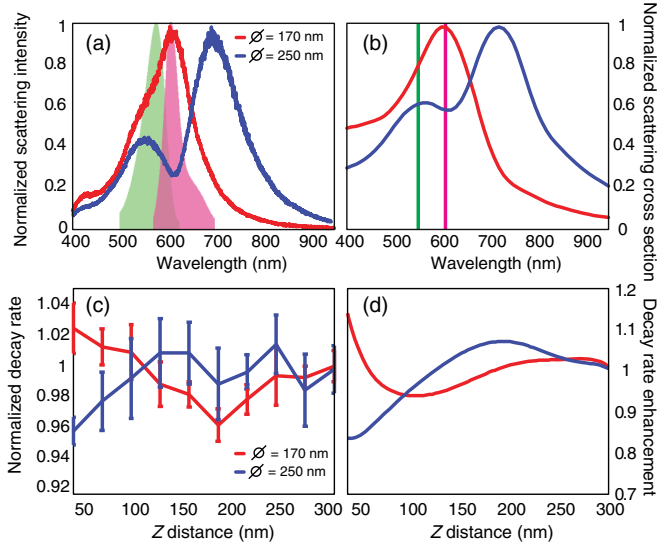 (a)
Ø = 170 nm
Ø = 250 nm
Normalized scattering intensity
1
0.8
0.6
0.4
0.2
0
400 500 600 700 800 900
Wavelength (nm)
(b)
Normalized scattering cross section
1
0.8
0.6
0.4
0.2
0
400 500 600 700 800 900
Wavelength (nm)
(c)
Normalized decay rate
1.04
1.02
1
0.98
0.96
0.94
0.92
Ø = 170 nm
Ø = 250 nm
50 100 150 200 250 300
Z distance (nm)
(d)
Decay rate enhancement
1.2
1.1
1
0.9
0.8
0.7
50 100 150 200 250 300
Z distance (nm)